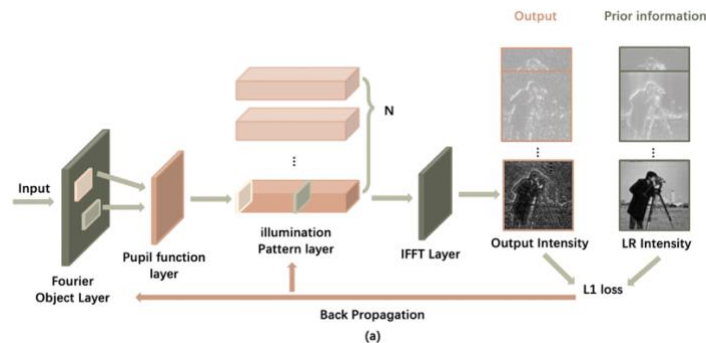 Output
Prior information
N
Input
Fourier
Object Layer
Pupil function
layer
illumination
Pattern layer
IFFT Layer
Output Intensity
LR Intensity
L1 loss
Back Propagation
(a)